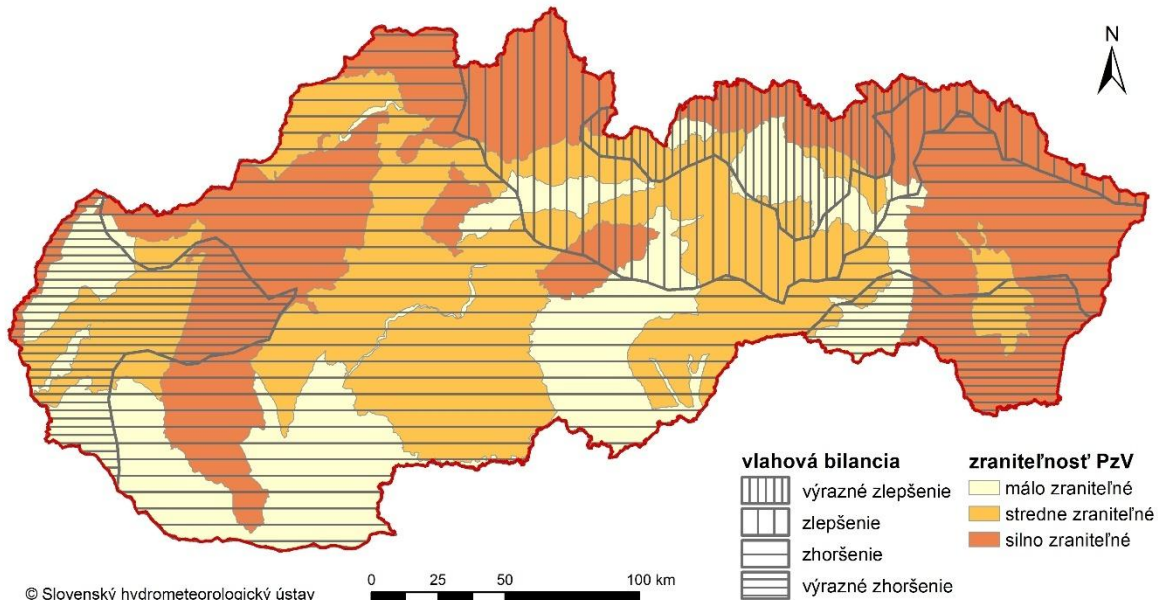 N
vlahová bilancia
výrazné zlepšenie
zlepšenie
zhoršenie
výrazné zhoršenie
zraniteľnosť PzV
málo zraniteľné
stredne zraniteľné
silno zraniteľné
0 25 50 100 km
© Slovenský hydrometeorologický ústav